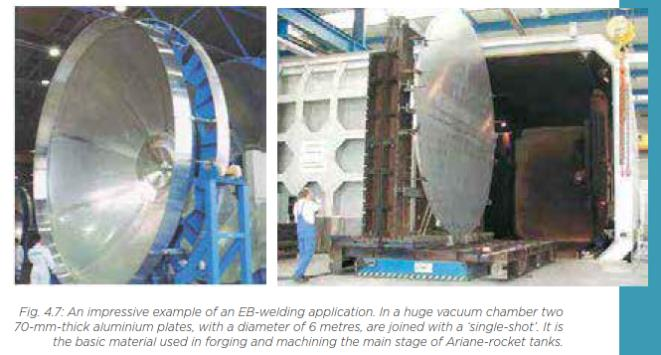 Fig. 4.7: An impressive example of an EB-welding application. In a huge vacuum chamber two
70-mm-thick aluminium plates, with a diameter of 6 metres, are joined with a ‘single-shot’. It is
the basic material used in forging and machining the main stage of Ariane-rocket tanks.